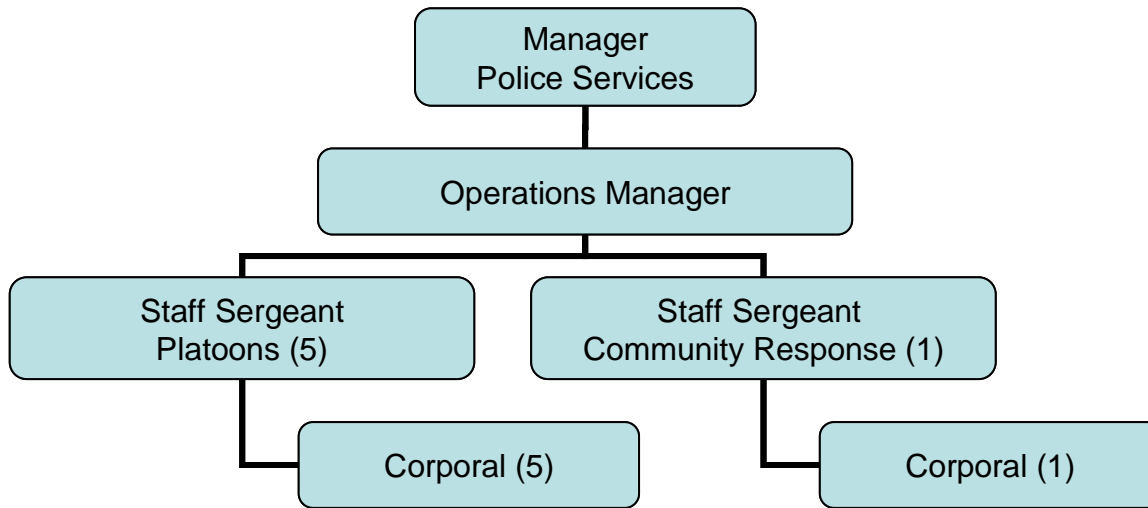 Manager
Police Services
Operations Manager
Staff Sergeant
Platoons (5)
Staff Sergeant
Community Response (1)
Corporal (5)
Corporal (1)